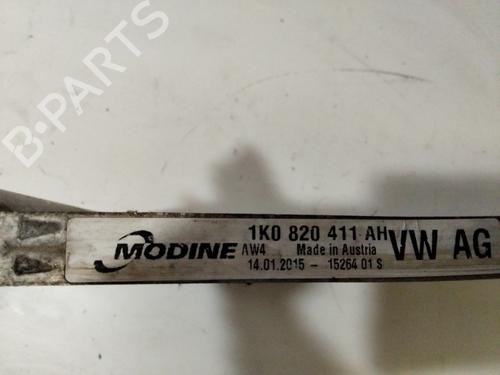 B-PARTS
MODINE
1K0 820 411 AH
AW4 Made in Austria
14.01.2015 - 15264 01 S
VW AG